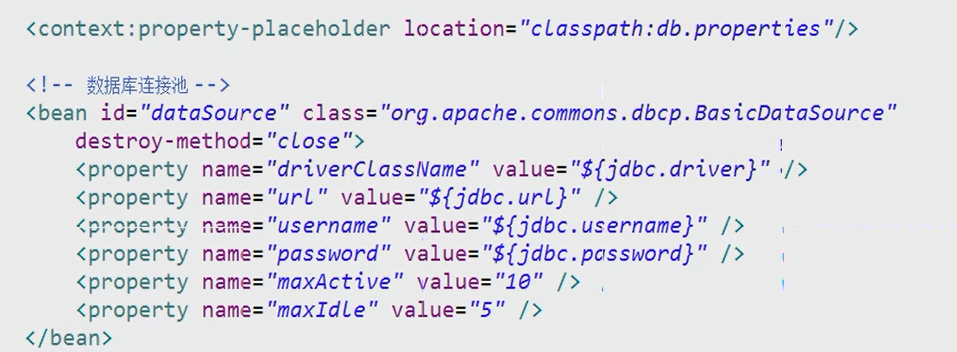 <context:property-placeholder location="classpath:db.properties"/>
<!-- 数据库连接池 -->
<bean id="dataSource" class="org.apache.commons.dbcp.BasicDataSource"
destroy-method="close">
<property name="driverClassName" value="${jdbc.driver}" />
<property name="url" value="${jdbc.url}" />
<property name="username" value="${jdbc.username}" />
<property name="password" value="${jdbc.password}" />
<property name="maxActive" value="10" />
<property name="maxIdle" value="5" />
</bean>